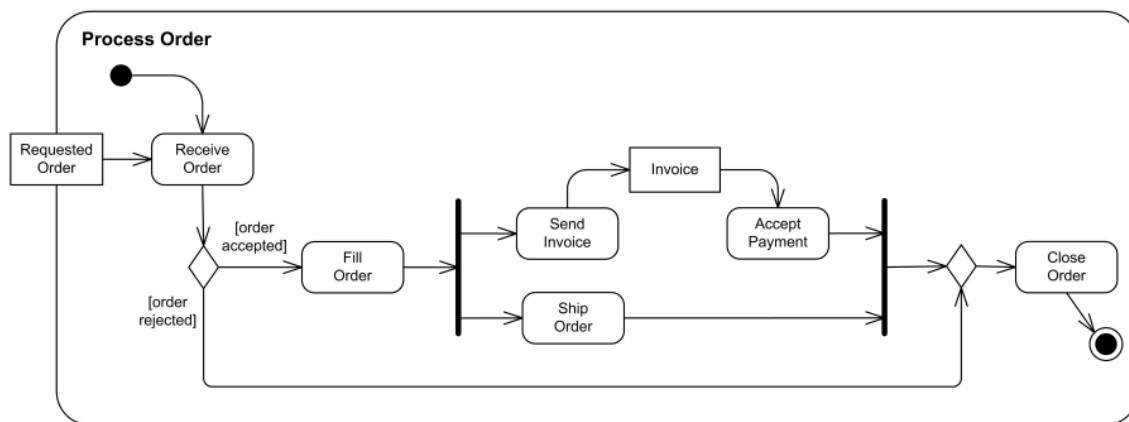 Process Order
Requested
Order
Receive
Order
[order
accepted]
[order
rejected]
Fill
Order
Send
Invoice
Invoice
Accept
Payment
Ship
Order
Close
Order